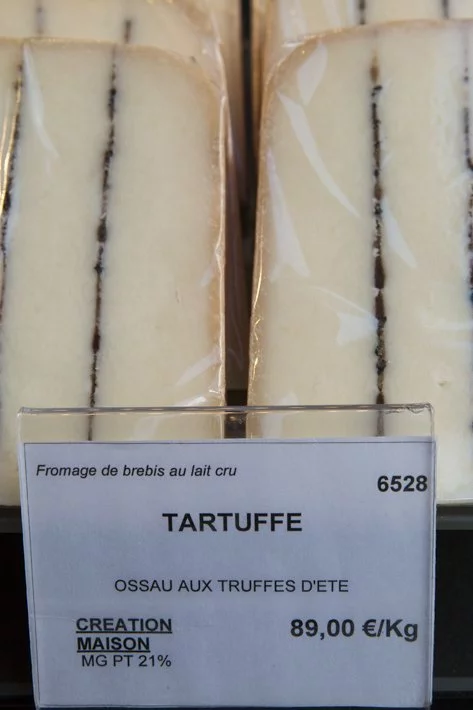 Fromage de brebis au lait cru
6528
TARTUFFE
OSSAU AUX TRUFFES D'ETE
CREATION
MAISON
89,00 €/Kg
MG PT 21%